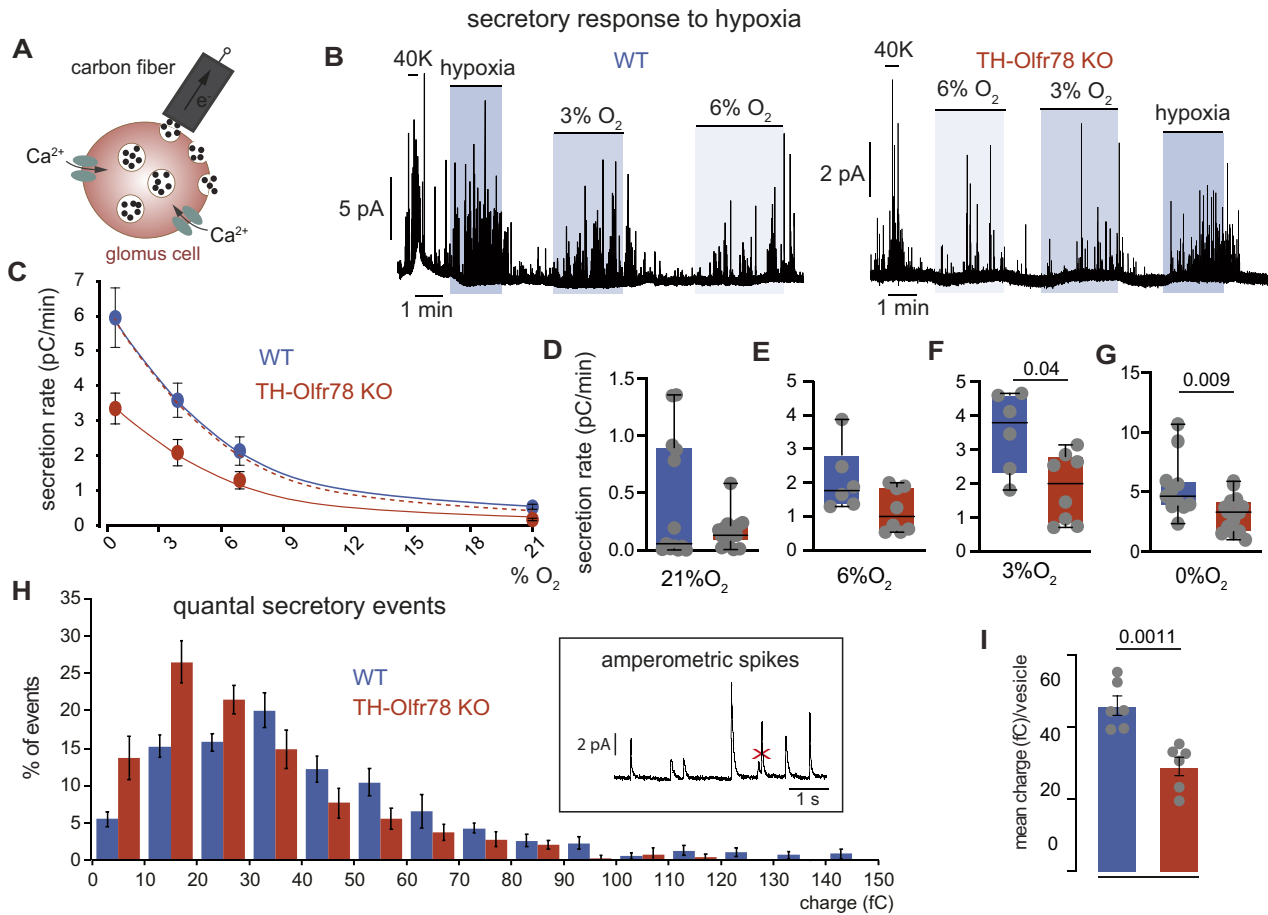 secretory response to hypoxia
A
carbon fiber
e-
Ca2+
Ca2+
glomus cell
B
WT
40K
hypoxia
3% O2
6% O2
5 pA
1 min
TH-Olfr78 KO
40K
6% O2
3% O2
hypoxia
2 pA
1 min
C
secretion rate (pC/min)
7
6
5
4
3
2
1
0
WT
TH-Olfr78 KO
0 3 6 9 12 15 18 21
% O2
D
secretion rate (pC/min)
1.5
1.0
0.5
0.0
21%O2
E
5
4
3
2
1
0
6%O2
F
0.04
5
4
3
2
1
0
3%O2
G
0.009
15
10
5
0
0%O2
H
quantal secretory events
% of events
35
30
25
20
15
10
5
0
WT
TH-Olfr78 KO
amperometric spikes
2 pA
1 s
0 10 20 30 40 50 60 70 80 90 100 110 120 130 140 150
charge (fC)
I
0.0011
mean charge (fC)/vesicle
60
40
20
0